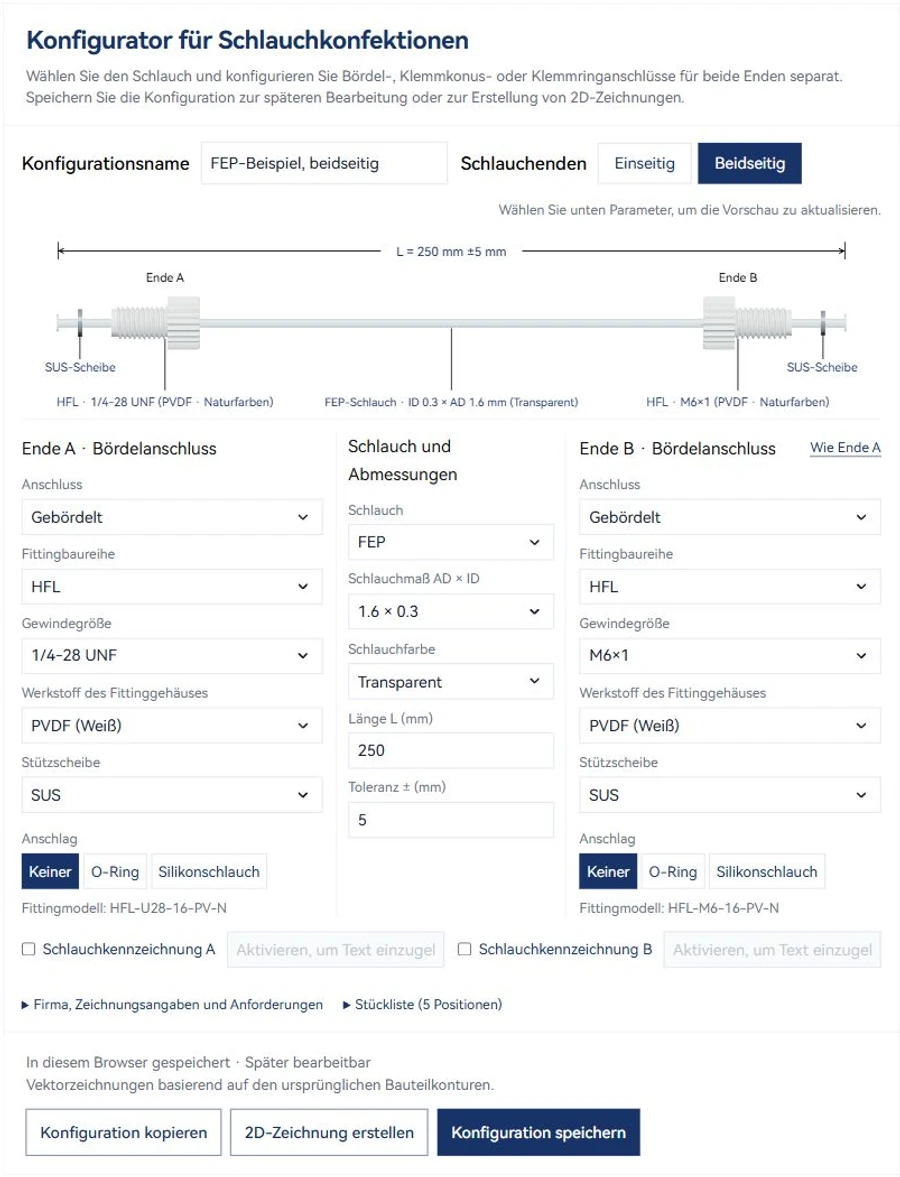 Konfigurator für Schlauchkonfektionen
Wählen Sie den Schlauch und konfigurieren Sie Bördel-, Klemmkonus- oder Klemmringanschlüsse für beide Enden separat.
Speichern Sie die Konfiguration zur späteren Bearbeitung oder zur Erstellung von 2D-Zeichnungen.
Konfigurationsname FEP-Beispiel, beidseitig Schlauchenden Einseitig Beidseitig
Wählen Sie unten Parameter, um die Vorschau zu aktualisieren.
L = 250 mm ±5 mm
Ende A Ende B
SUS-Scheibe SUS-Scheibe
HFL · 1/4-28 UNF (PVDF · Naturfarben) FEP-Schlauch · ID 0.3 × AD 1.6 mm (Transparent) HFL · M6×1 (PVDF · Naturfarben)
Ende A · Bördelanschluss
Anschluss
Gebördelt
Fittingbaureihe
HFL
Gewindegröße
1/4-28 UNF
Werkstoff des Fittinggehäuses
PVDF (Weiß)
Stützscheibe
SUS
Anschlag
Keiner O-Ring Silikonschlauch
Fittingmodell: HFL-U28-16-PV-N
Schlauch und
Abmessungen
Schlauch
FEP
Schlauchmaß AD × ID
1.6 × 0.3
Schlauchfarbe
Transparent
Länge L (mm)
250
Toleranz ± (mm)
5
Ende B · Bördelanschluss Wie Ende A
Anschluss
Gebördelt
Fittingbaureihe
HFL
Gewindegröße
M6×1
Werkstoff des Fittinggehäuses
PVDF (Weiß)
Stützscheibe
SUS
Anschlag
Keiner O-Ring Silikonschlauch
Fittingmodell: HFL-M6-16-PV-N
Schlauchkennzeichnung A Aktivieren, um Text einzugel Schlauchkennzeichnung B Aktivieren, um Text einzugel
▶ Firma, Zeichnungsangaben und Anforderungen ▶ Stückliste (5 Positionen)
In diesem Browser gespeichert · Später bearbeitbar
Vektorzeichnungen basierend auf den ursprünglichen Bauteilkonturen.
Konfiguration kopieren 2D-Zeichnung erstellen Konfiguration speichern